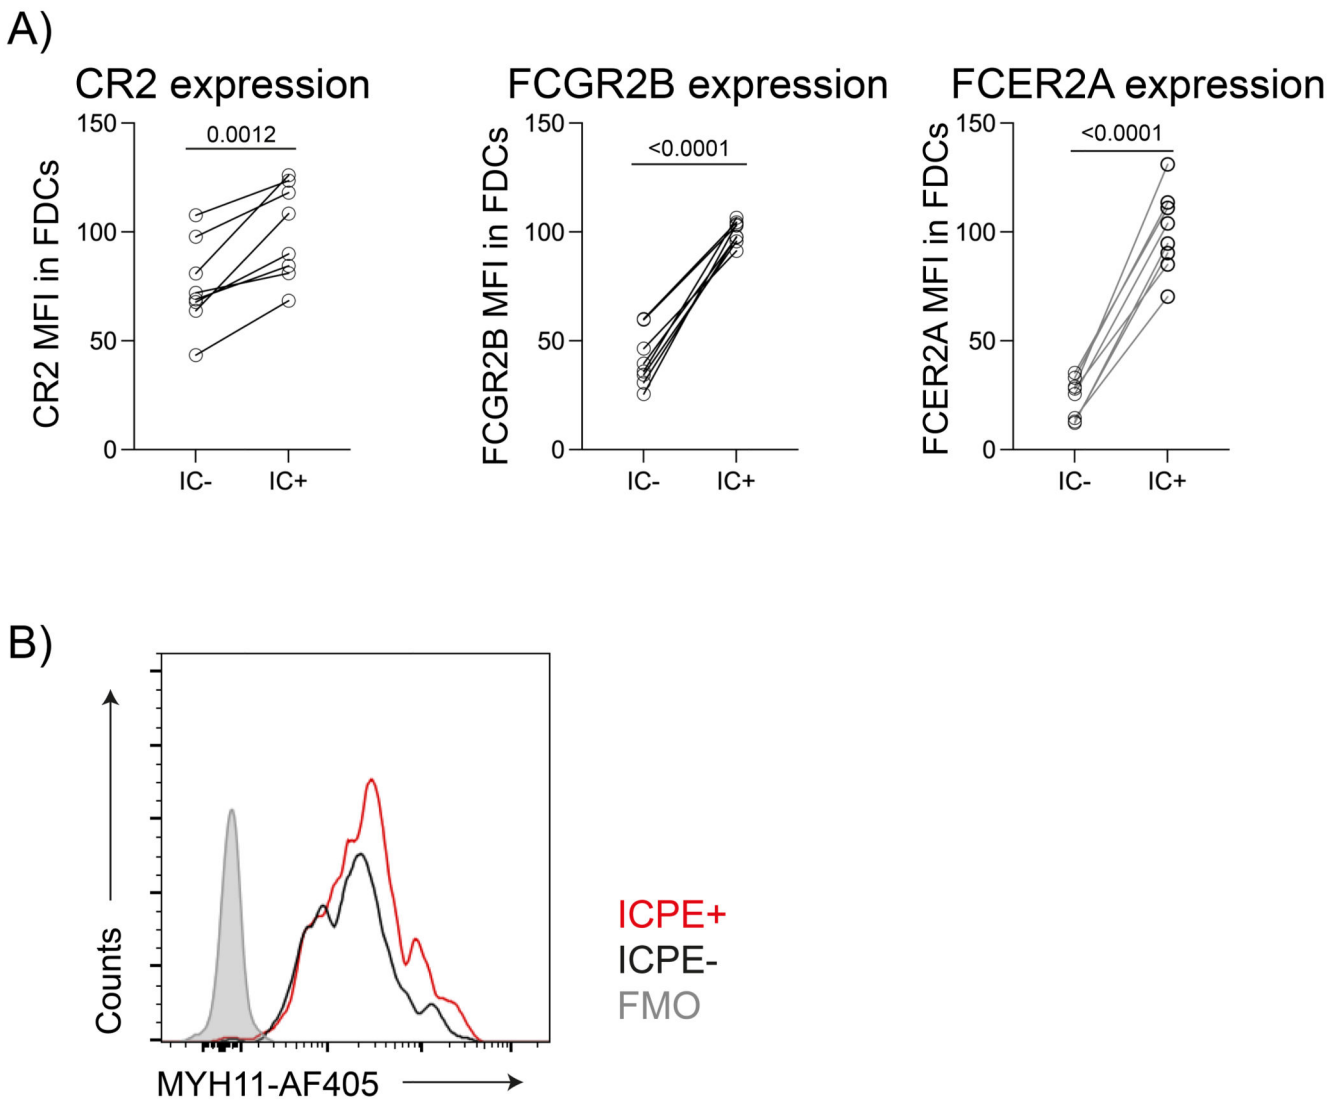 A)
CR2 expression
FCGR2B expression
FCER2A expression
CR2 MFI in FDCs
150
100
50
0
0.0012
IC-
IC+
FCGR2B MFI in FDCs
150
100
50
0
<0.0001
IC-
IC+
FCER2A MFI in FDCs
150
100
50
0
<0.0001
IC-
IC+
B)
Counts
MYH11-AF405
ICPE+
ICPE-
FMO